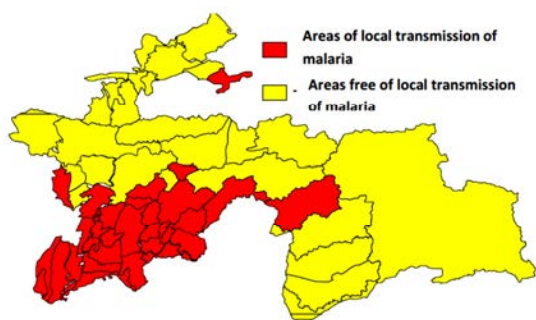 Areas of local transmission of
malaria
- Areas free of local transmission
of malaria